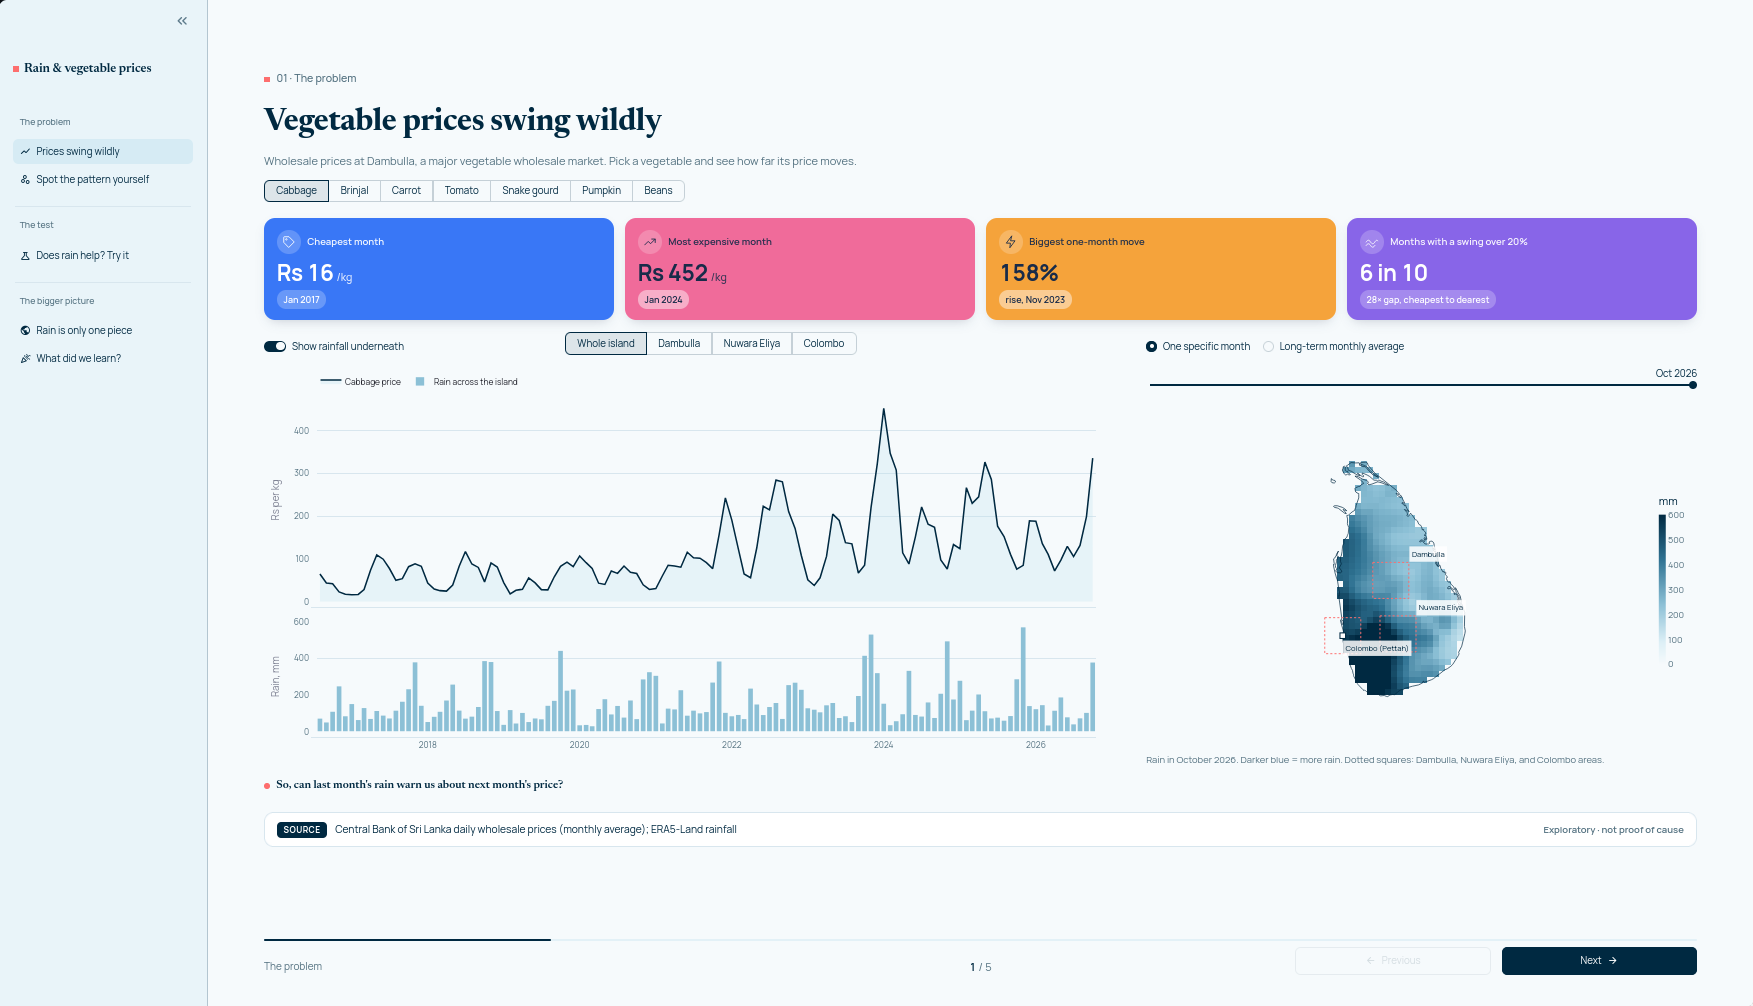 Rain & vegetable prices
The problem
Prices swing wildly
Spot the pattern yourself
The test
Does rain help? Try it
The bigger picture
Rain is only one piece
What did we learn?
01 · The problem
Vegetable prices swing wildly
Wholesale prices at Dambulla, a major vegetable wholesale market. Pick a vegetable and see how far its price moves.
Cabbage Brinjal Carrot Tomato Snake gourd Pumpkin Beans
Cheapest month
Rs 16 /kg
Jan 2017
Most expensive month
Rs 452 /kg
Jan 2024
Biggest one-month move
158%
rise, Nov 2023
Months with a swing over 20%
6 in 10
28× gap, cheapest to dearest
Show rainfall underneath
Whole island Dambulla Nuwara Eliya Colombo
One specific month Long-term monthly average
Oct 2026
Cabbage price Rain across the island
Rs per kg
400
300
200
100
0
Rain, mm
600
400
200
0
2018 2020 2022 2024 2026
Dambulla
Nuwara Eliya
Colombo (Pettah)
mm
600
500
400
300
200
100
0
Rain in October 2026. Darker blue = more rain. Dotted squares: Dambulla, Nuwara Eliya, and Colombo areas.
So, can last month's rain warn us about next month's price?
SOURCE Central Bank of Sri Lanka daily wholesale prices (monthly average); ERA5-Land rainfall
Exploratory · not proof of cause
The problem
1 / 5
← Previous
Next →